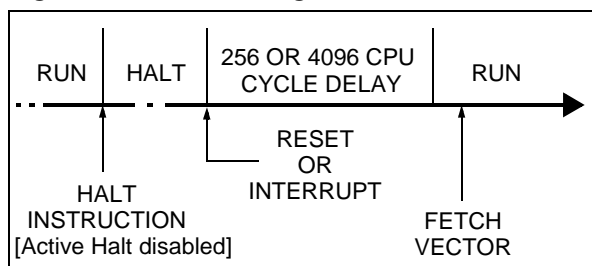 RUN
HALT
256 OR 4096 CPU
CYCLE DELAY
RUN
RESET
OR
INTERRUPT
HALT
INSTRUCTION
[Active Halt disabled]
FETCH
VECTOR